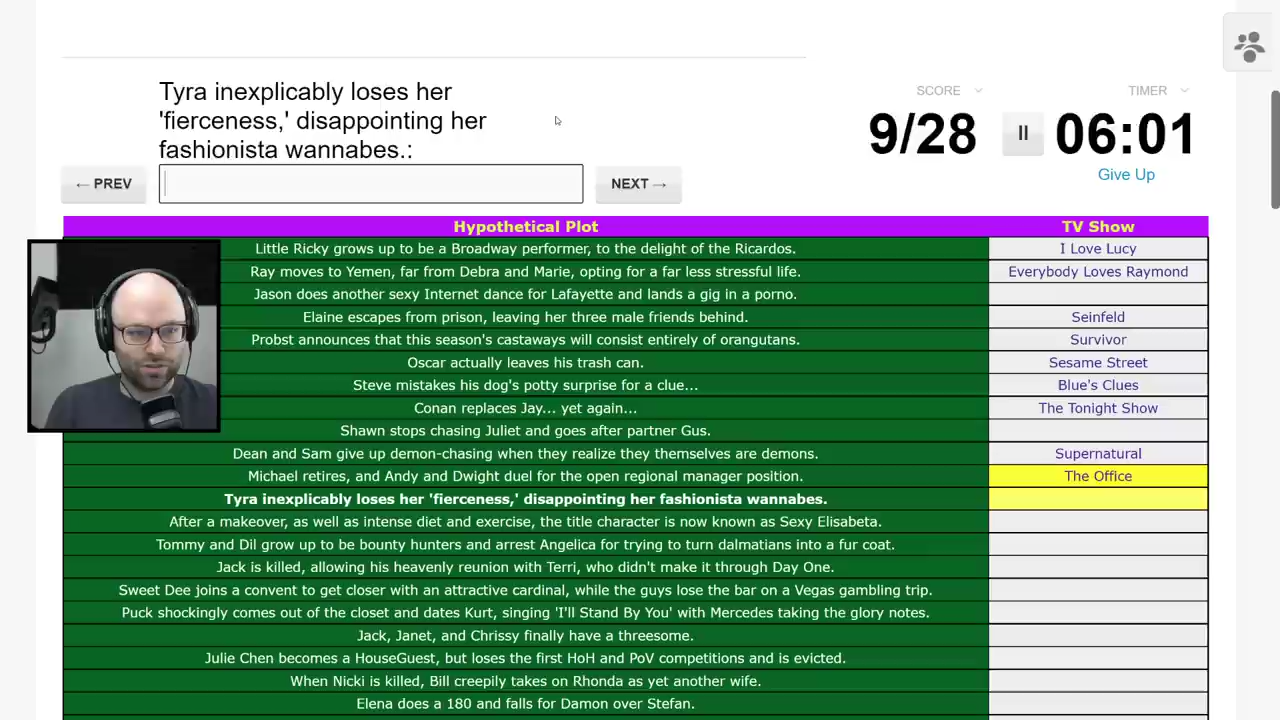 Tyra inexplicably loses her
'fierceness,' disappointing her
fashionista wannabes.:
SCORE
TIMER
9/28
06:01
Give Up
← PREV
NEXT →
Hypothetical Plot TV Show
Little Ricky grows up to be a Broadway performer, to the delight of the Ricardos. I Love Lucy
Ray moves to Yemen, far from Debra and Marie, opting for a far less stressful life. Everybody Loves Raymond
Jason does another sexy Internet dance for Lafayette and lands a gig in a porno.
Elaine escapes from prison, leaving her three male friends behind. Seinfeld
Probst announces that this season's castaways will consist entirely of orangutans. Survivor
Oscar actually leaves his trash can. Sesame Street
Steve mistakes his dog's potty surprise for a clue... Blue's Clues
Conan replaces Jay... yet again... The Tonight Show
Shawn stops chasing Juliet and goes after partner Gus.
Dean and Sam give up demon-chasing when they realize they themselves are demons. Supernatural
Michael retires, and Andy and Dwight duel for the open regional manager position. The Office
Tyra inexplicably loses her 'fierceness,' disappointing her fashionista wannabes.
After a makeover, as well as intense diet and exercise, the title character is now known as Sexy Elisabeta.
Tommy and Dil grow up to be bounty hunters and arrest Angelica for trying to turn dalmatians into a fur coat.
Jack is killed, allowing his heavenly reunion with Terri, who didn't make it through Day One.
Sweet Dee joins a convent to get closer with an attractive cardinal, while the guys lose the bar on a Vegas gambling trip.
Puck shockingly comes out of the closet and dates Kurt, singing 'I'll Stand By You' with Mercedes taking the glory notes.
Jack, Janet, and Chrissy finally have a threesome.
Julie Chen becomes a HouseGuest, but loses the first HoH and PoV competitions and is evicted.
When Nicki is killed, Bill creepily takes on Rhonda as yet another wife.
Elena does a 180 and falls for Damon over Stefan.